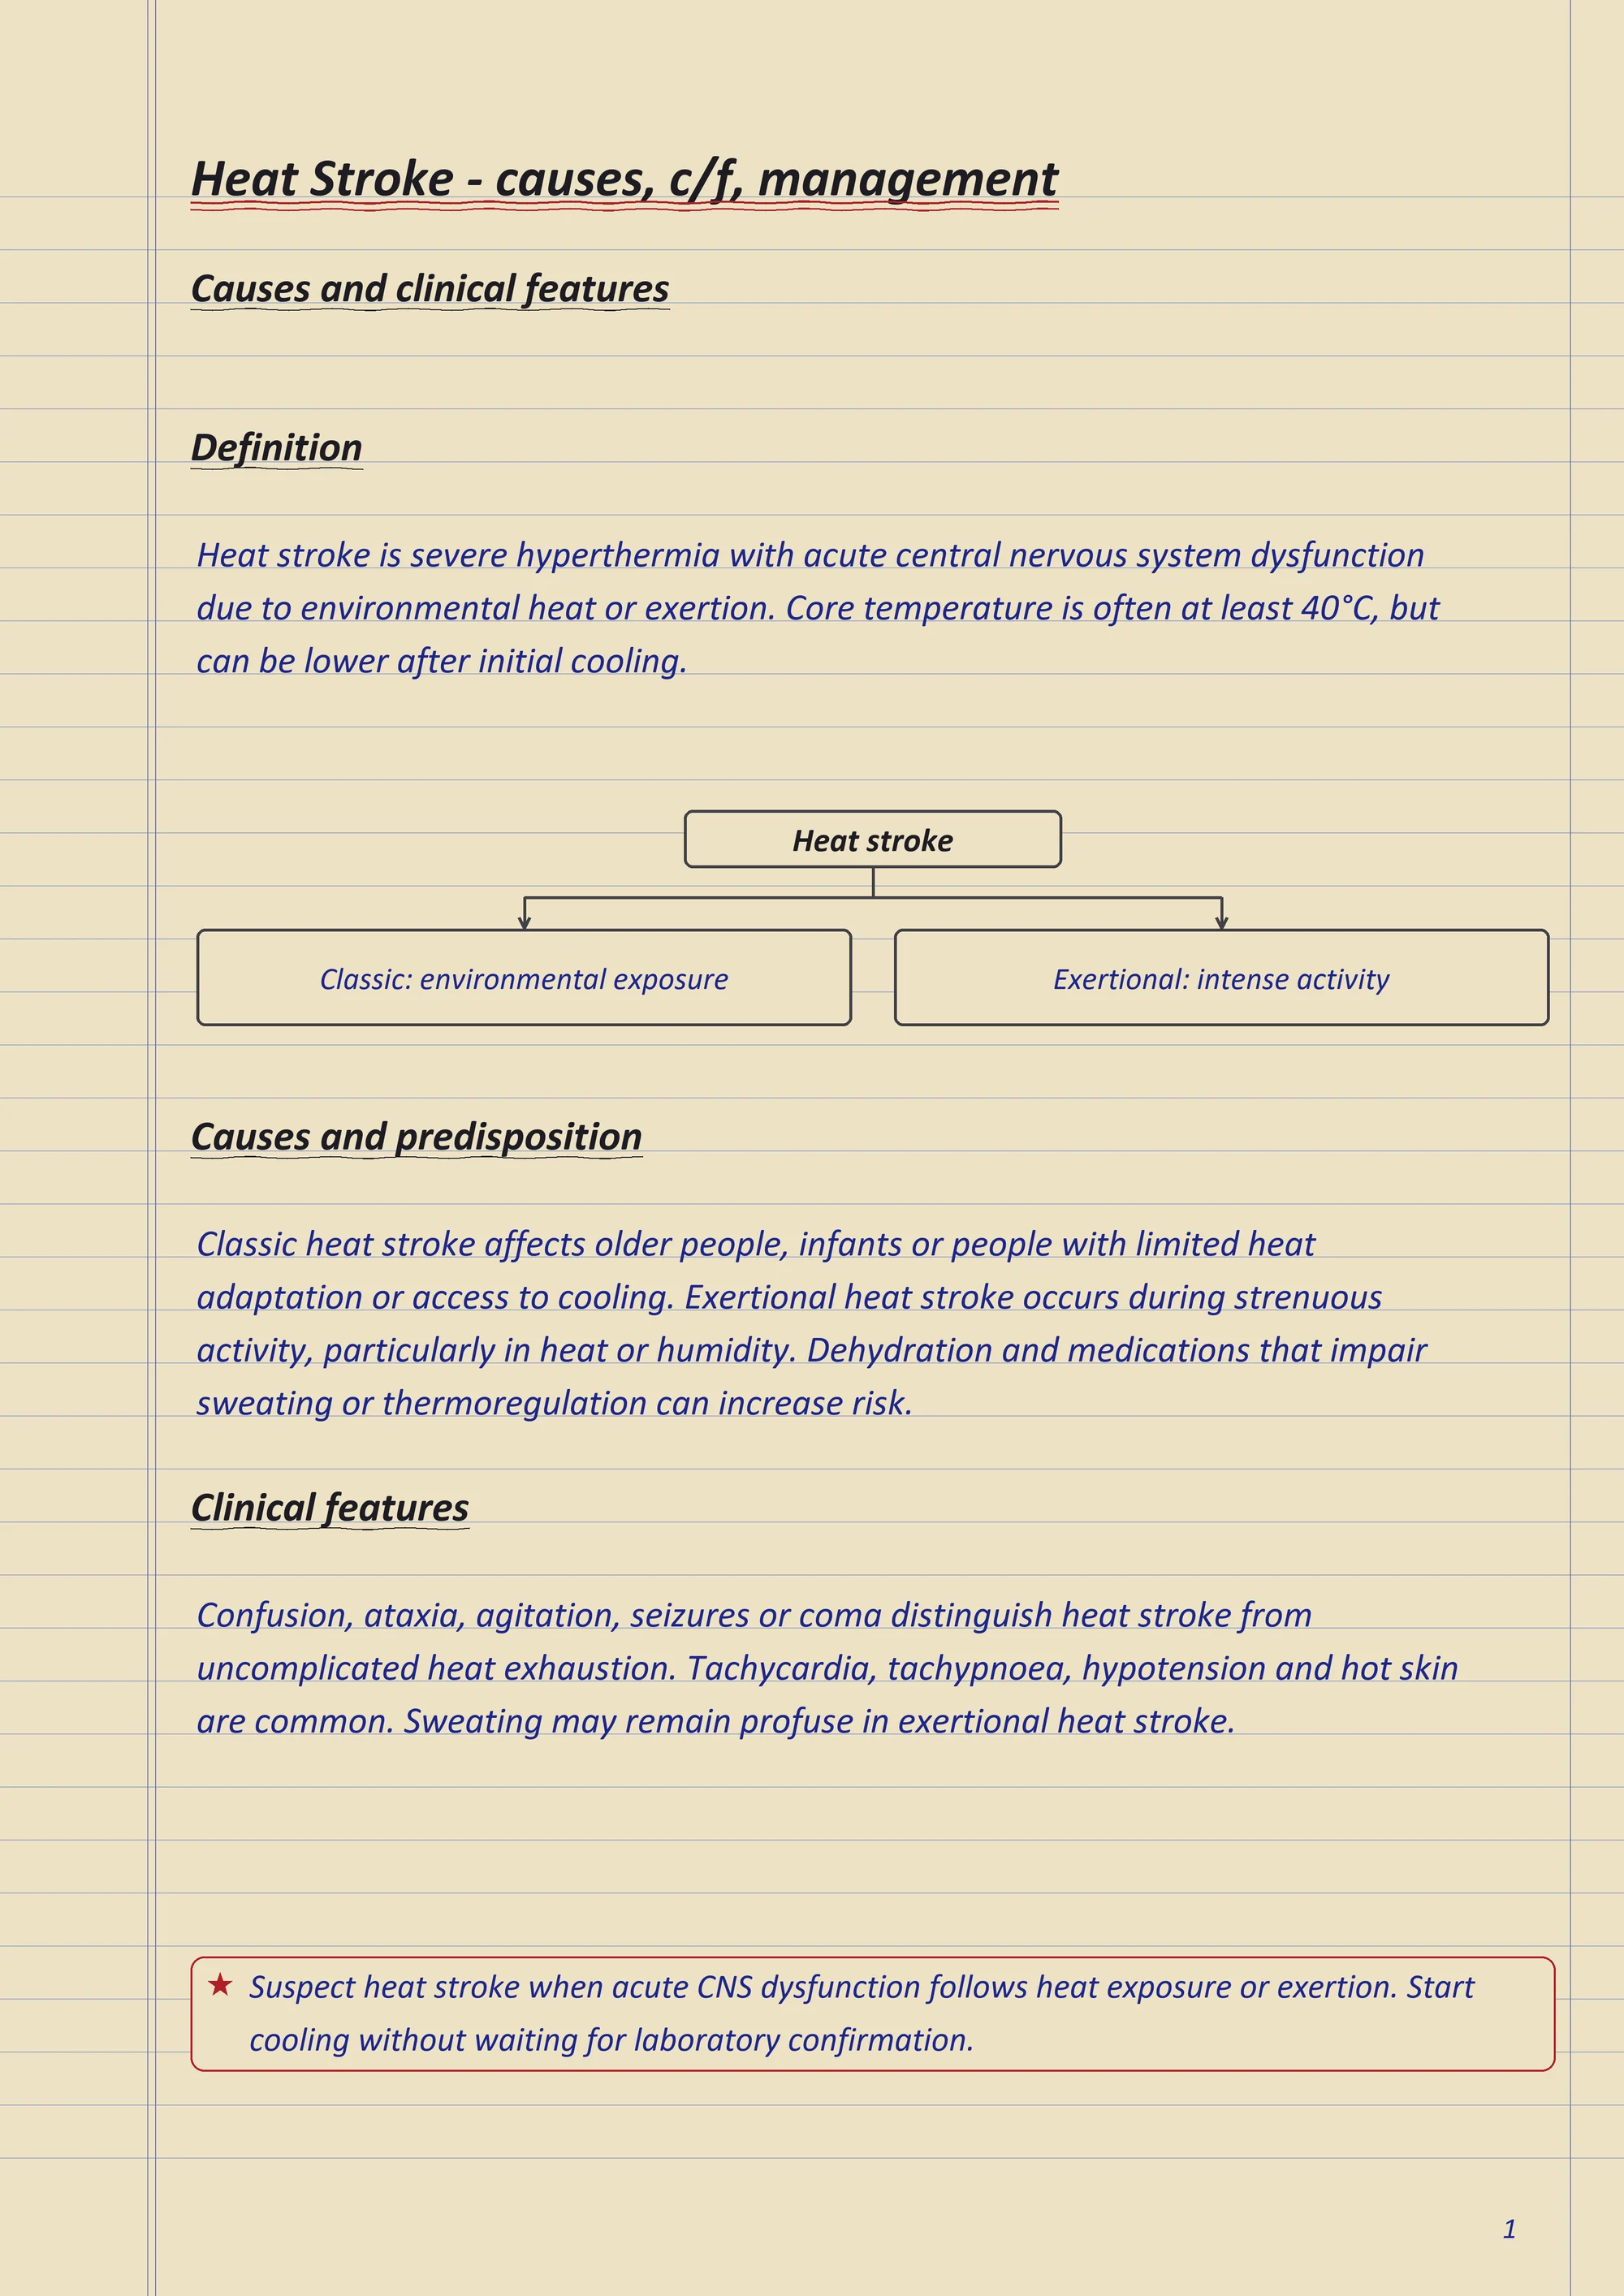 Heat Stroke - causes, c/f, management
Causes and clinical features
Definition
Heat stroke is severe hyperthermia with acute central nervous system dysfunction
due to environmental heat or exertion. Core temperature is often at least 40°C, but
can be lower after initial cooling.
Heat stroke
Classic: environmental exposure
Exertional: intense activity
Causes and predisposition
Classic heat stroke affects older people, infants or people with limited heat
adaptation or access to cooling. Exertional heat stroke occurs during strenuous
activity, particularly in heat or humidity. Dehydration and medications that impair
sweating or thermoregulation can increase risk.
Clinical features
Confusion, ataxia, agitation, seizures or coma distinguish heat stroke from
uncomplicated heat exhaustion. Tachycardia, tachypnoea, hypotension and hot skin
are common. Sweating may remain profuse in exertional heat stroke.
★ Suspect heat stroke when acute CNS dysfunction follows heat exposure or exertion. Start
cooling without waiting for laboratory confirmation.
1